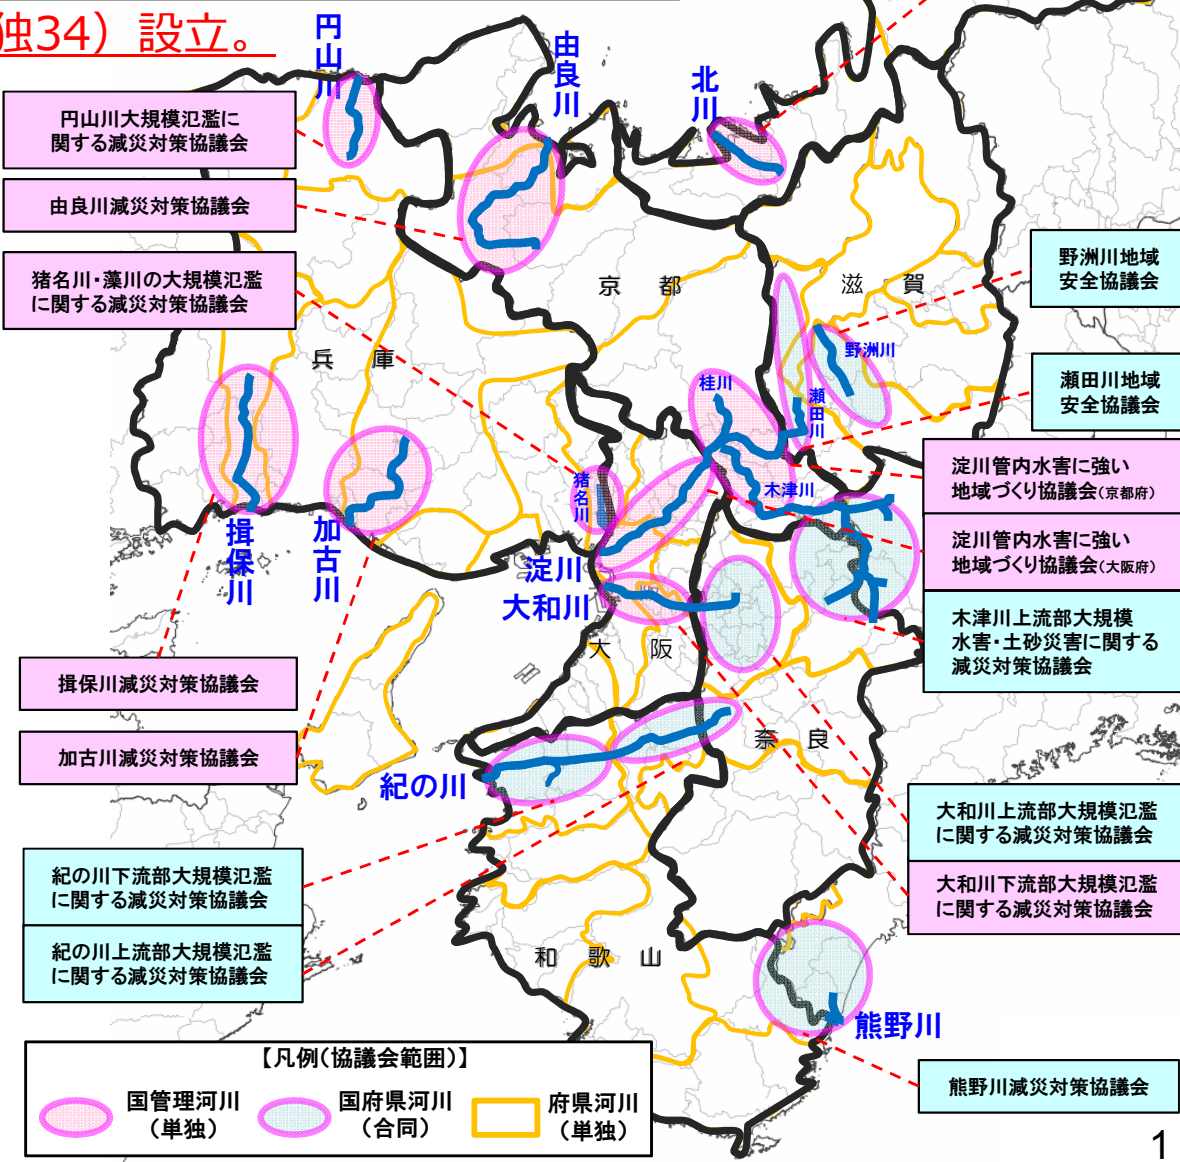 独34）設立。
円山川
由良川
北川
円山川大規模氾濫に
関する減災対策協議会
由良川減災対策協議会
猪名川・藻川の大規模氾濫
に関する減災対策協議会
京都
滋賀
兵庫
野洲川地域
安全協議会
野洲川
瀬田川地域
安全協議会
桂川
瀬田川
猪名川
木津川
淀川管内水害に強い
地域づくり協議会（京都府）
淀川管内水害に強い
地域づくり協議会（大阪府）
木津川上流部大規模
水害・土砂災害に関する
減災対策協議会
揖保川
加古川
淀川
大和川
大阪
揖保川減災対策協議会
加古川減災対策協議会
奈良
紀の川
大和川上流部大規模氾濫
に関する減災対策協議会
大和川下流部大規模氾濫
に関する減災対策協議会
紀の川下流部大規模氾濫
に関する減災対策協議会
紀の川上流部大規模氾濫
に関する減災対策協議会
和歌山
熊野川
熊野川減災対策協議会
【凡例（協議会範囲）】
国管理河川
（単独）
国府県河川
（合同）
府県河川
（単独）
1